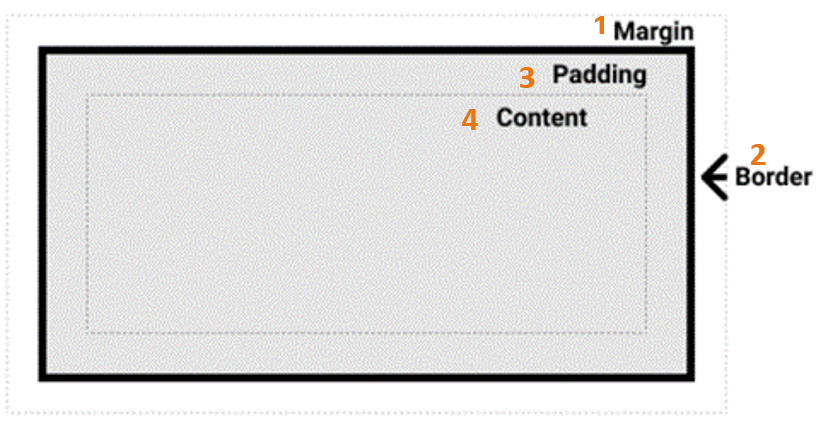 1 Margin
3 Padding
4 Content
2
Border